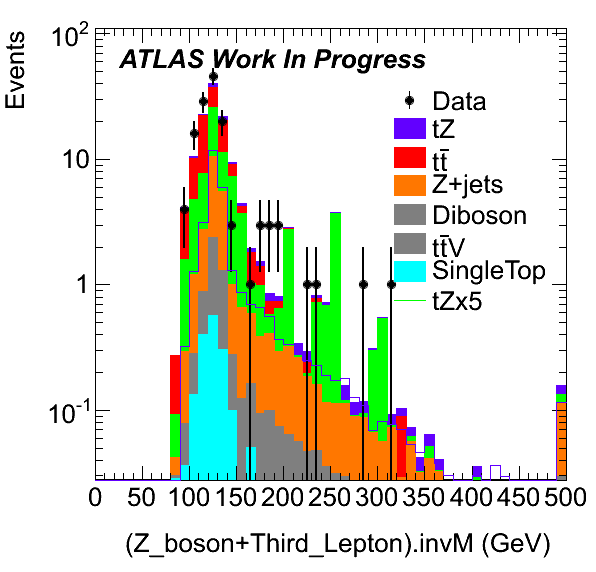 Events
10²
10
1
10⁻¹
ATLAS Work In Progress
Data
tZ
tt̄
Z+jets
Diboson
tt̄V
SingleTop
tZx5
0 50 100 150 200 250 300 350 400 450 500
(Z_boson+Third_Lepton).invM (GeV)